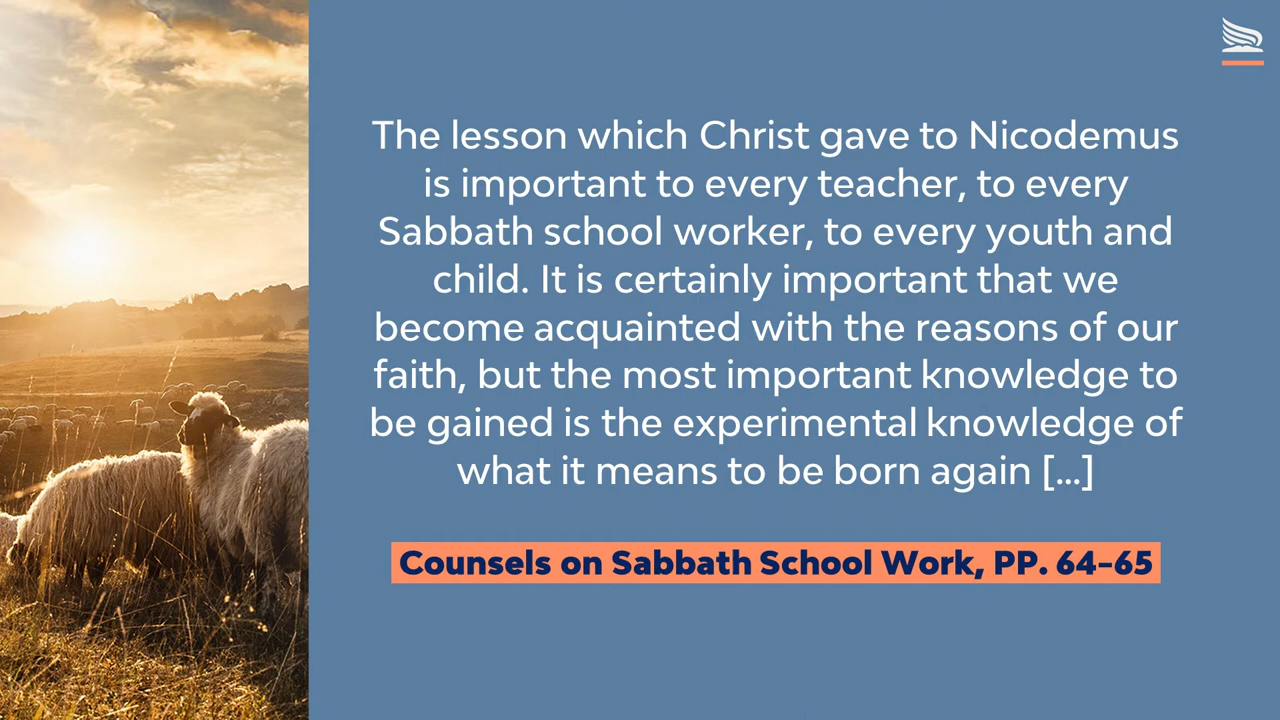 The lesson which Christ gave to Nicodemus
is important to every teacher, to every
Sabbath school worker, to every youth and
child. It is certainly important that we
become acquainted with the reasons of our
faith, but the most important knowledge to
be gained is the experimental knowledge of
what it means to be born again [...]
Counsels on Sabbath School Work, PP. 64-65